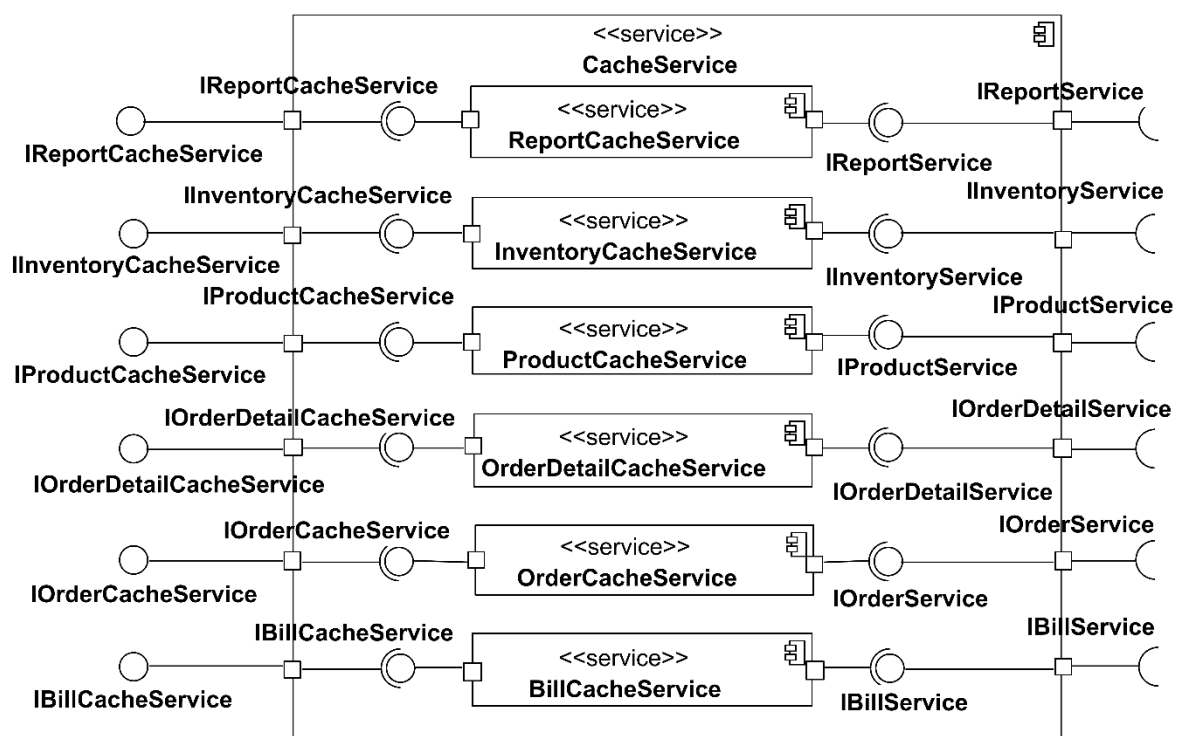 <<service>>
CacheService
IReportCacheService
<<service>>
ReportCacheService
IReportService
IReportCacheService
IReportService
IInventoryCacheService
<<service>>
InventoryCacheService
IInventoryService
IInventoryCacheService
IInventoryService
IProductCacheService
<<service>>
ProductCacheService
IProductService
IProductCacheService
IProductService
IOrderDetailCacheService
<<service>>
OrderDetailCacheService
IOrderDetailService
IOrderDetailCacheService
IOrderDetailService
IOrderCacheService
<<service>>
OrderCacheService
IOrderService
IOrderCacheService
IOrderService
IBillCacheService
<<service>>
BillCacheService
IBillService
IBillCacheService
IBillService